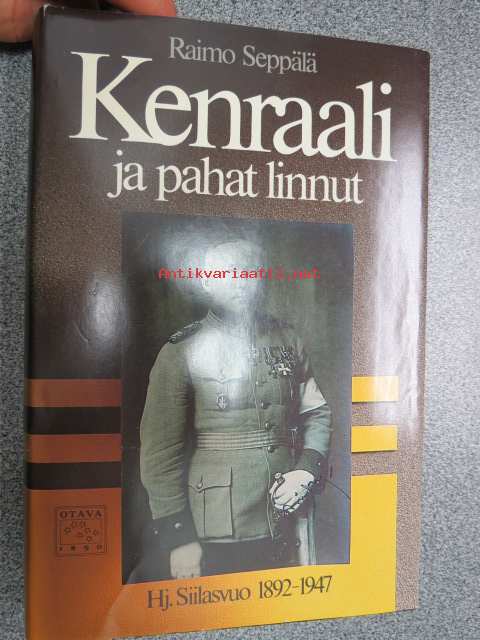 Raimo Seppälä
Kenraali
ja pahat linnut
Antikvariaatti.net
OTAVA
1890
Hj. Siilasvuo 1892-1947